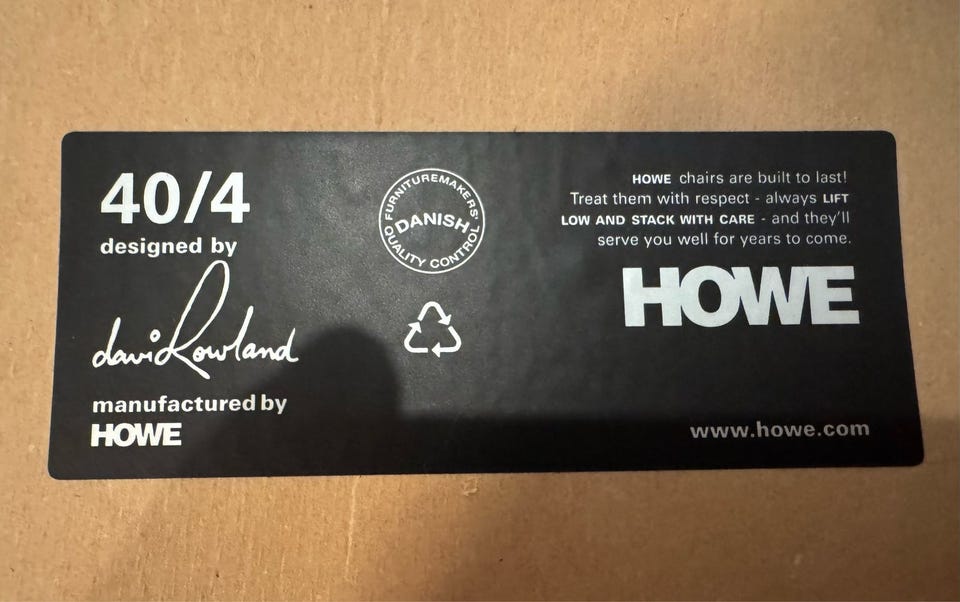 40/4
designed by
daviRowland
manufactured by
HOWE
FURNITUREMAKERS'
DANISH
QUALITY CONTROL
HOWE chairs are built to last!
Treat them with respect - always LIFT
LOW AND STACK WITH CARE - and they'll
serve you well for years to come.
HOWE
www.howe.com